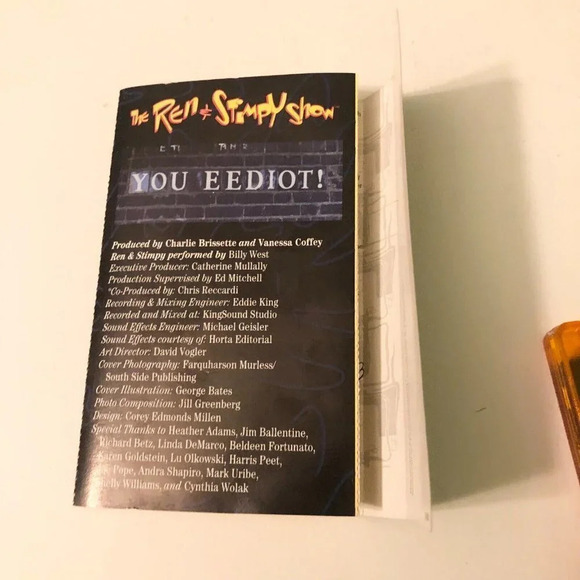 THE REN & STIMPY SHOW™
YOU EEDIOT!
Produced by Charlie Brissette and Vanessa Coffey
Ren & Stimpy performed by Billy West
Executive Producer: Catherine Mullally
Production Supervised by Ed Mitchell
*Co-Produced by: Chris Reccardi
Recording & Mixing Engineer: Eddie King
Recorded and Mixed at: KingSound Studio
Sound Effects Engineer: Michael Geisler
Sound Effects courtesy of: Horta Editorial
Art Director: David Vogler
Cover Photography: Farquharson Murless/
South Side Publishing
Cover Illustration: George Bates
Photo Composition: Jill Greenberg
Design: Corey Edmonds Millen
Special Thanks to Heather Adams, Jim Ballentine,
Richard Betz, Linda DeMarco, Beldeen Fortunato,
Karen Goldstein, Lu Olkowski, Harris Peet,
Pope, Andra Shapiro, Mark Uribe,
Shelly Williams, and Cynthia Wolak